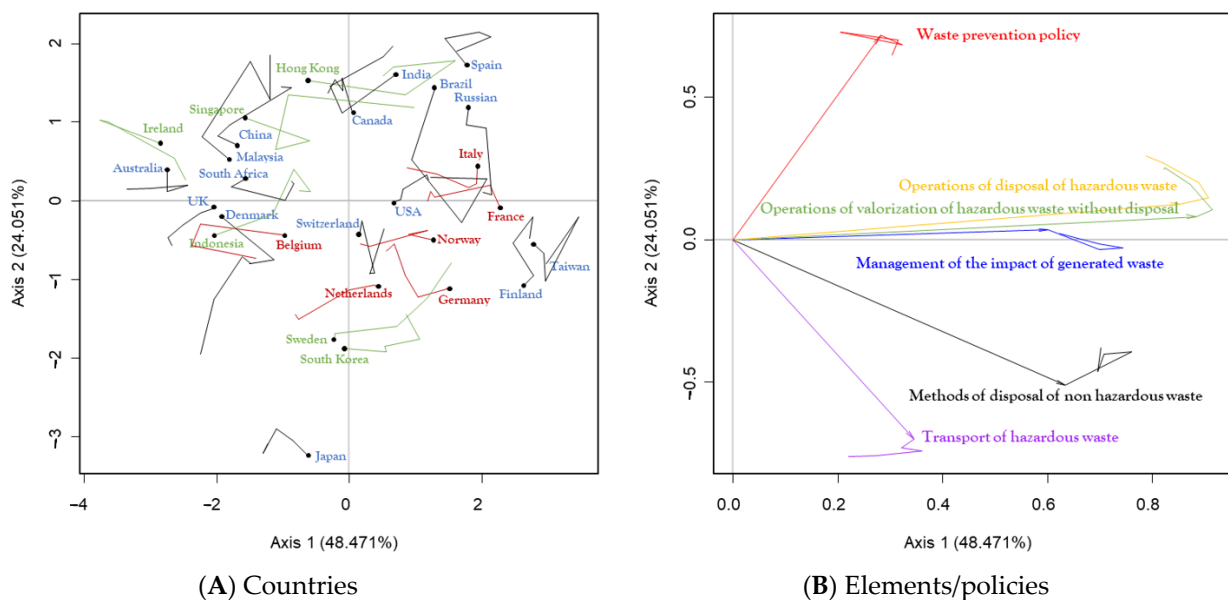 2
1
0
−1
−2
−3
Axis 2 (24.051%)
Hong Kong
India
Spain
Brazil
Russian
Canada
Singapore
Ireland
China
Malaysia
Australia
South Africa
Italy
UK
Denmark
Indonesia
Belgium
Switzerland
USA
France
Norway
Taiwan
Netherlands
Germany
Finland
Sweden
South Korea
Japan
−4
−2
0
2
Axis 1 (48.471%)
(A) Countries
0.5
0.0
−0.5
Axis 2 (24.051%)
Waste prevention policy
Operations of disposal of hazardous waste
Operations of valorization of hazardous waste without disposal
Management of the impact of generated waste
Methods of disposal of non hazardous waste
Transport of hazardous waste
0.0
0.2
0.4
0.6
0.8
Axis 1 (48.471%)
(B) Elements/policies